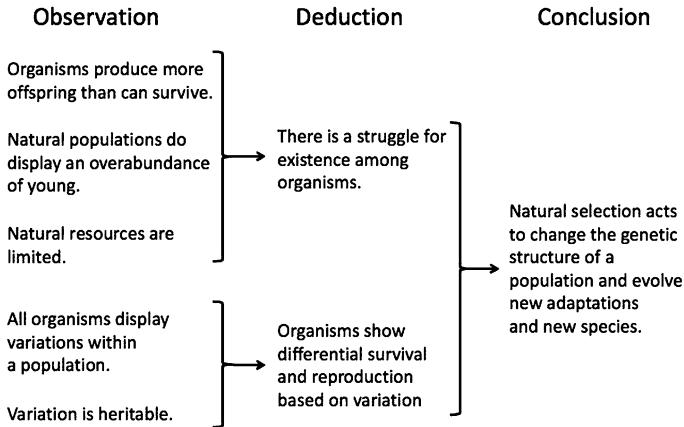 Observation
Deduction
Conclusion
Organisms produce more
offspring than can survive.
Natural populations do
display an overabundance
of young.
Natural resources are
limited.
There is a struggle for
existence among
organisms.
All organisms display
variations within
a population.
Variation is heritable.
Organisms show
differential survival
and reproduction
based on variation
Natural selection acts
to change the genetic
structure of a
population and evolve
new adaptations
and new species.